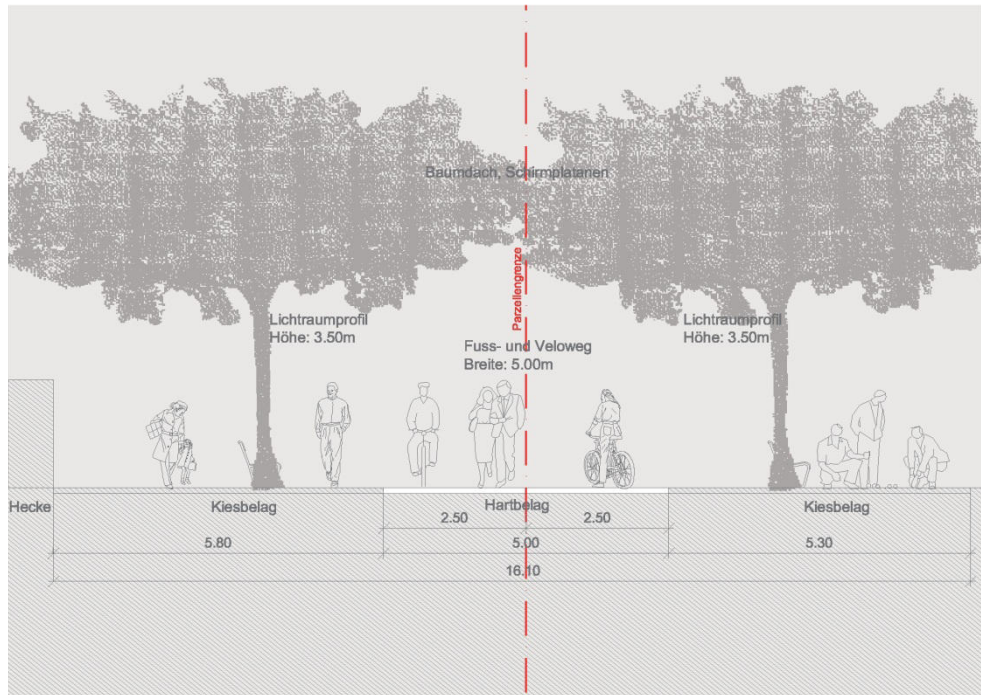 Baumdach, Schirmplatanen
Parzellengrenze
Lichtraumprofil
Höhe: 3.50m
Lichtraumprofil
Höhe: 3.50m
Fuss- und Veloweg
Breite: 5.00m
Hecke
Kiesbelag
Hartbelag
Kiesbelag
2.50
2.50
5.80
5.00
5.30
16.10